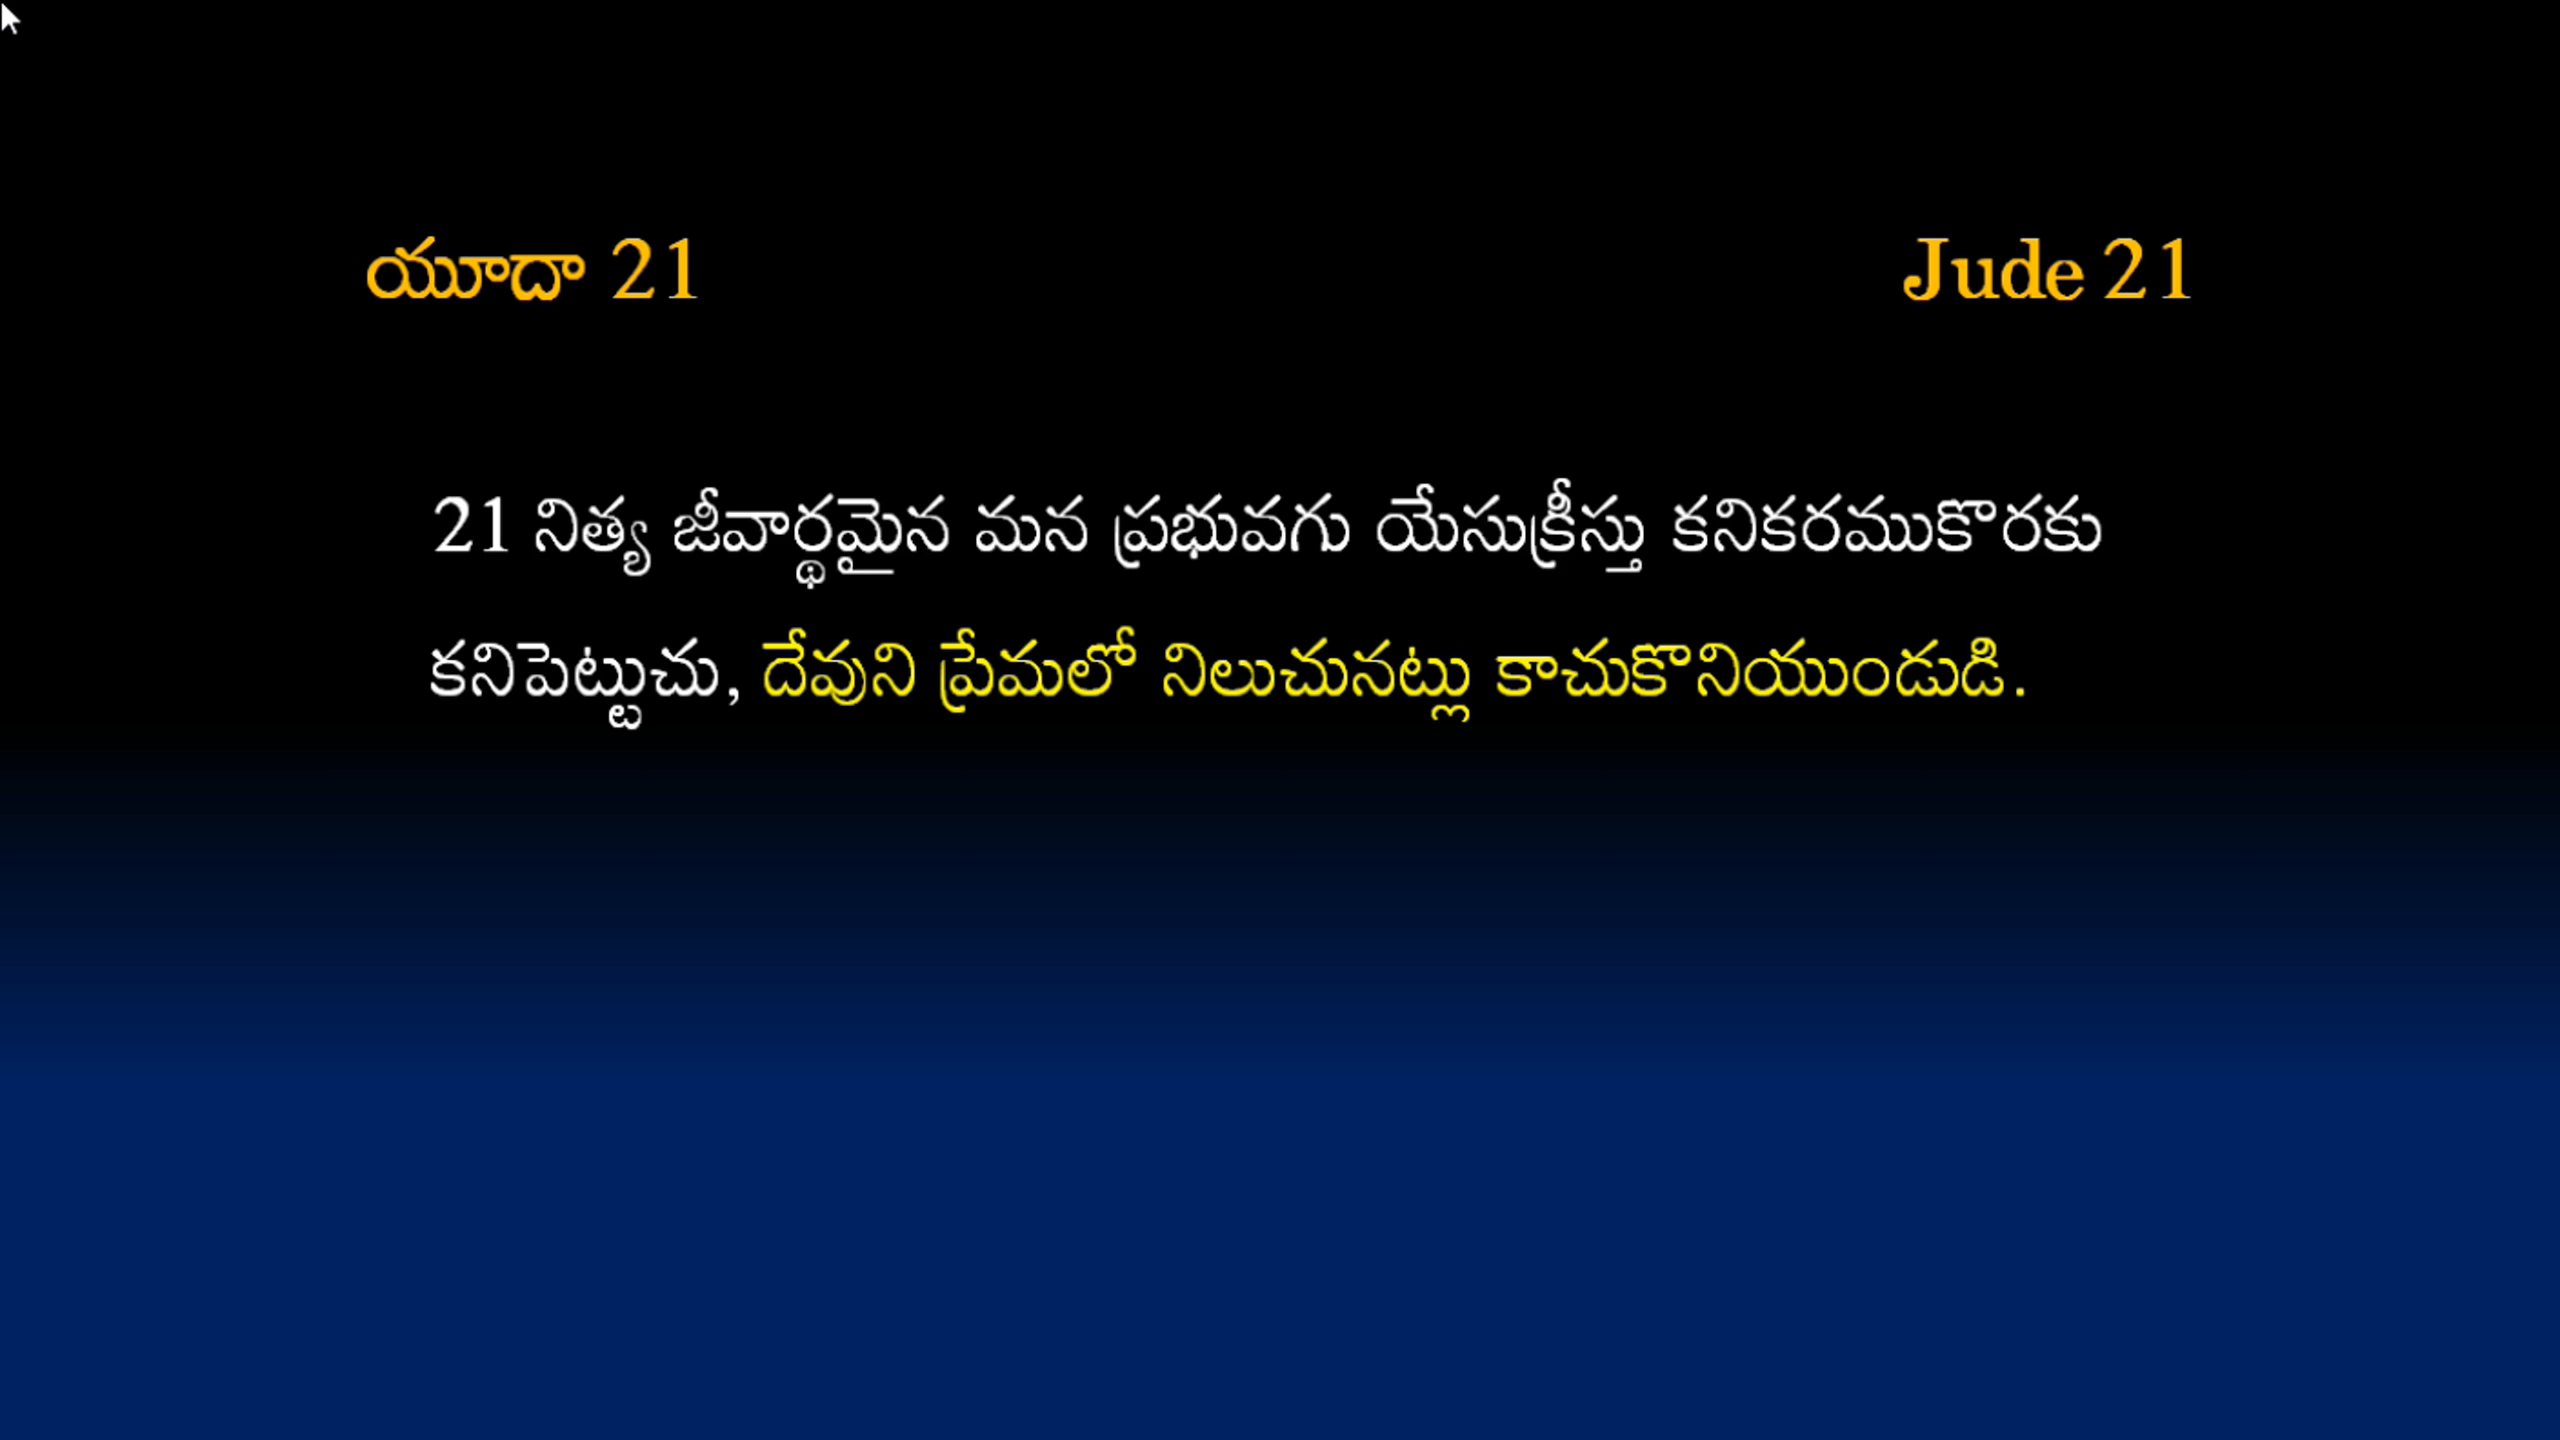 యూదా 21 Jude 21
21 నిత్య జీవార్థమైన మన ప్రభువగు యేసుక్రీస్తు కనికరముకొరకు
కనిపెట్టుచు, దేవుని ప్రేమలో నిలుచునట్లు కాచుకొనియుండుడి.